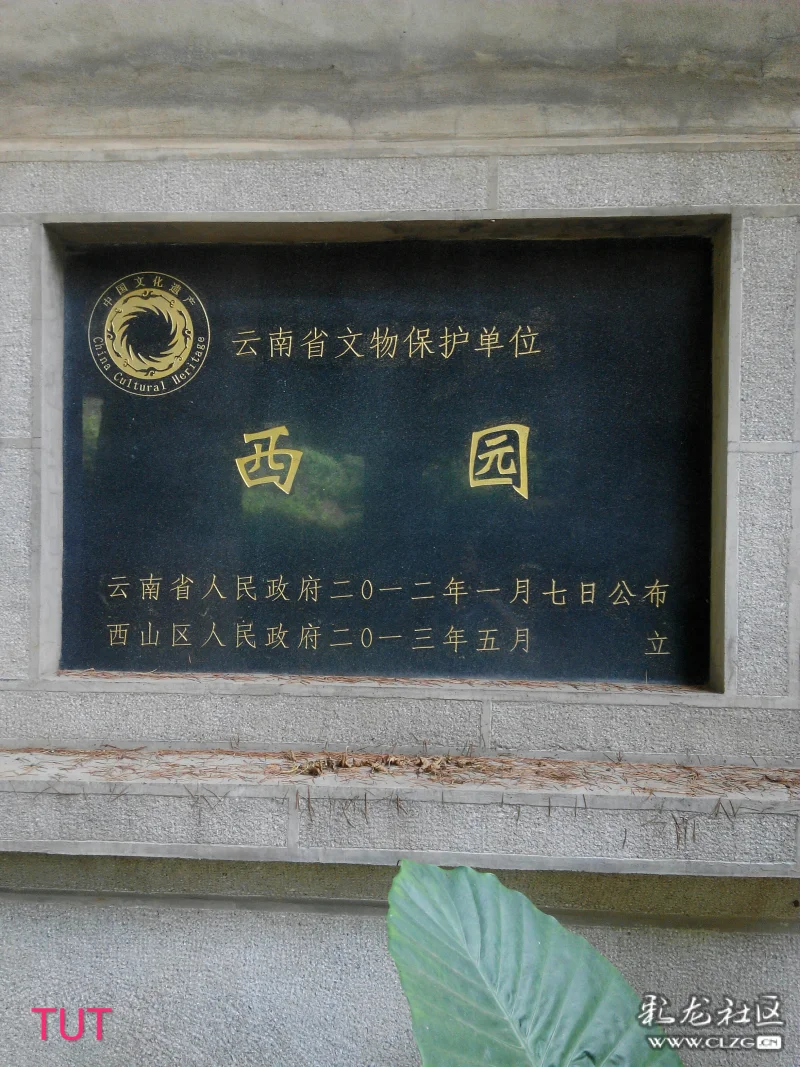 中国文化遗产
China Cultural Heritage
云南省文物保护单位
西园
云南省人民政府二0一二年一月七日公布
西山区人民政府二0一三年五月 立
TUT
彩龙社区
www.CLZG.CN